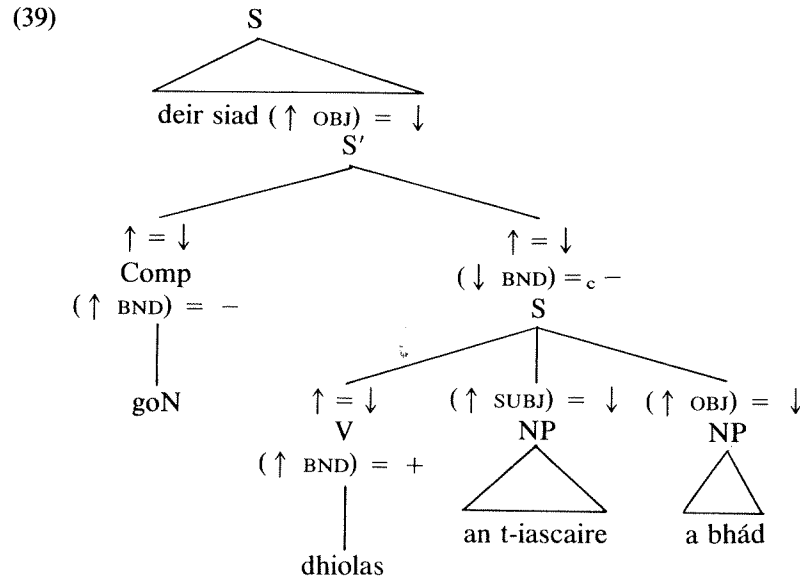 (39)
S
deir siad (↑ OBJ) = ↓
S′
↑ = ↓ ↑ = ↓
Comp (↓ BND) =c −
(↑ BND) = − S
goN ↑ = ↓ (↑ SUBJ) = ↓ (↑ OBJ) = ↓
V NP NP
(↑ BND) = +
an t-iascaire a bhád
dhiolas